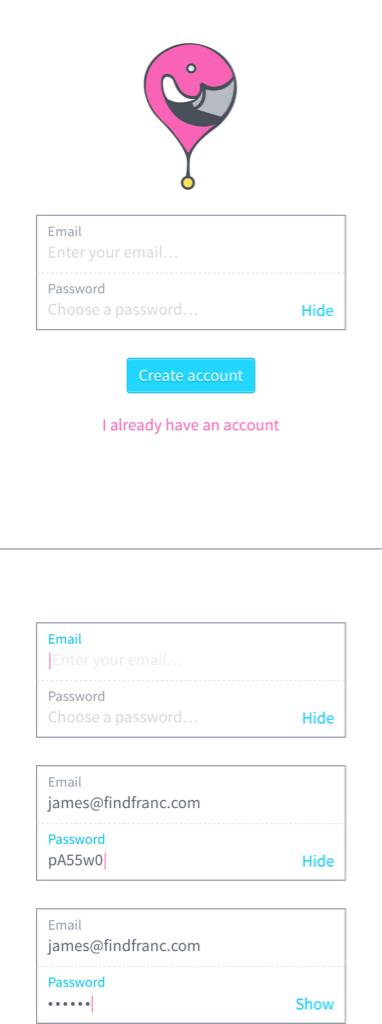 Email
Enter your email...
Password
Choose a password...
Hide
Create account
I already have an account
Email
Enter your email...
Password
Choose a password...
Hide
Email
james@findfranc.com
Password
pA55w0
Hide
Email
james@findfranc.com
Password
••••••
Show